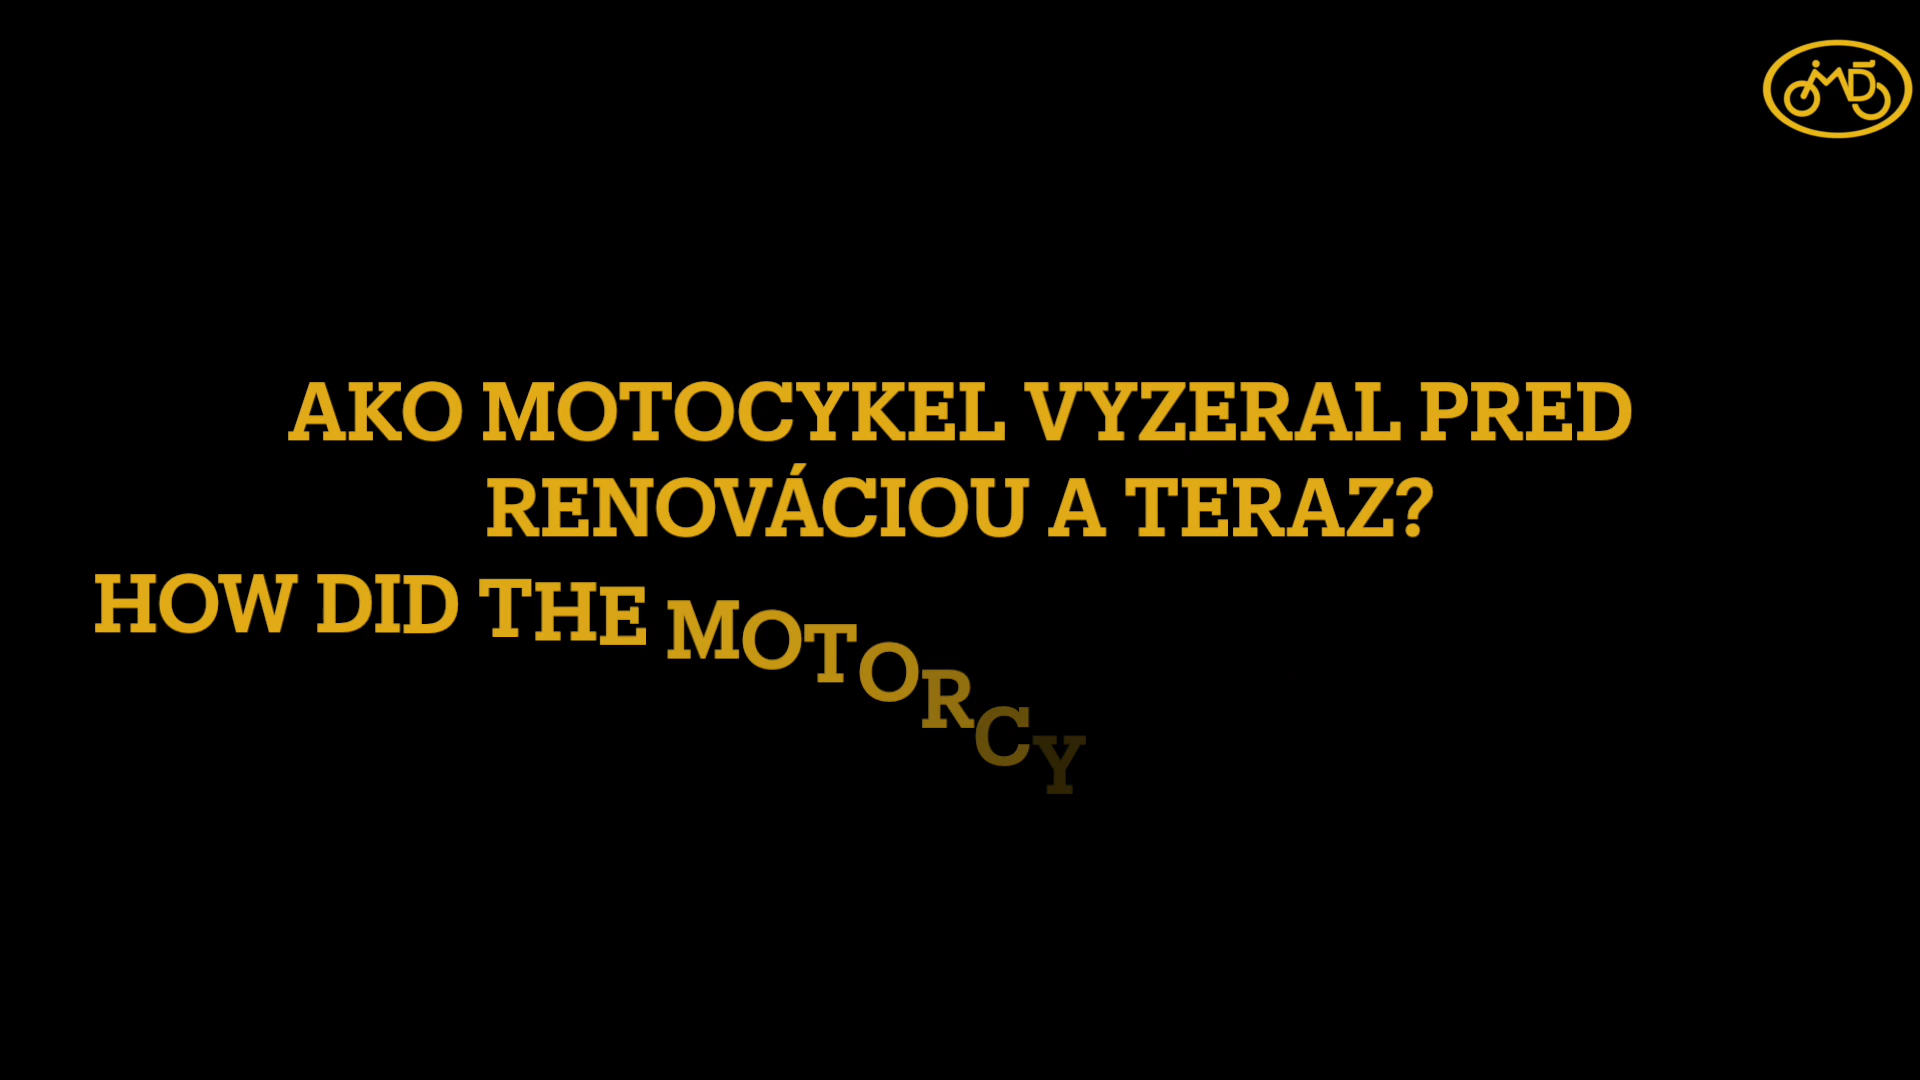 AKO MOTOCYKEL VYZERAL PRED
RENOVÁCIOU A TERAZ?
HOW DID THE MOTORCY